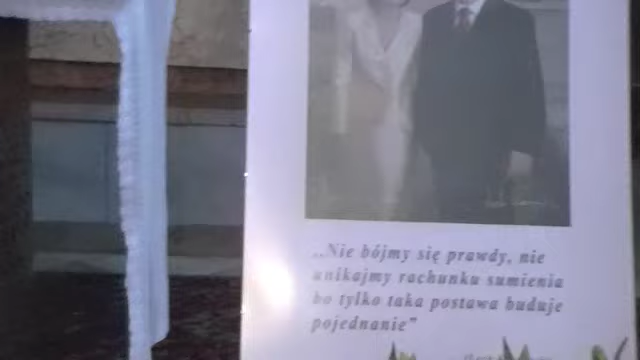 „Nie bójmy się prawdy, nie
unikajmy rachunku sumienia
bo tylko taka postawa buduje
pojednanie”